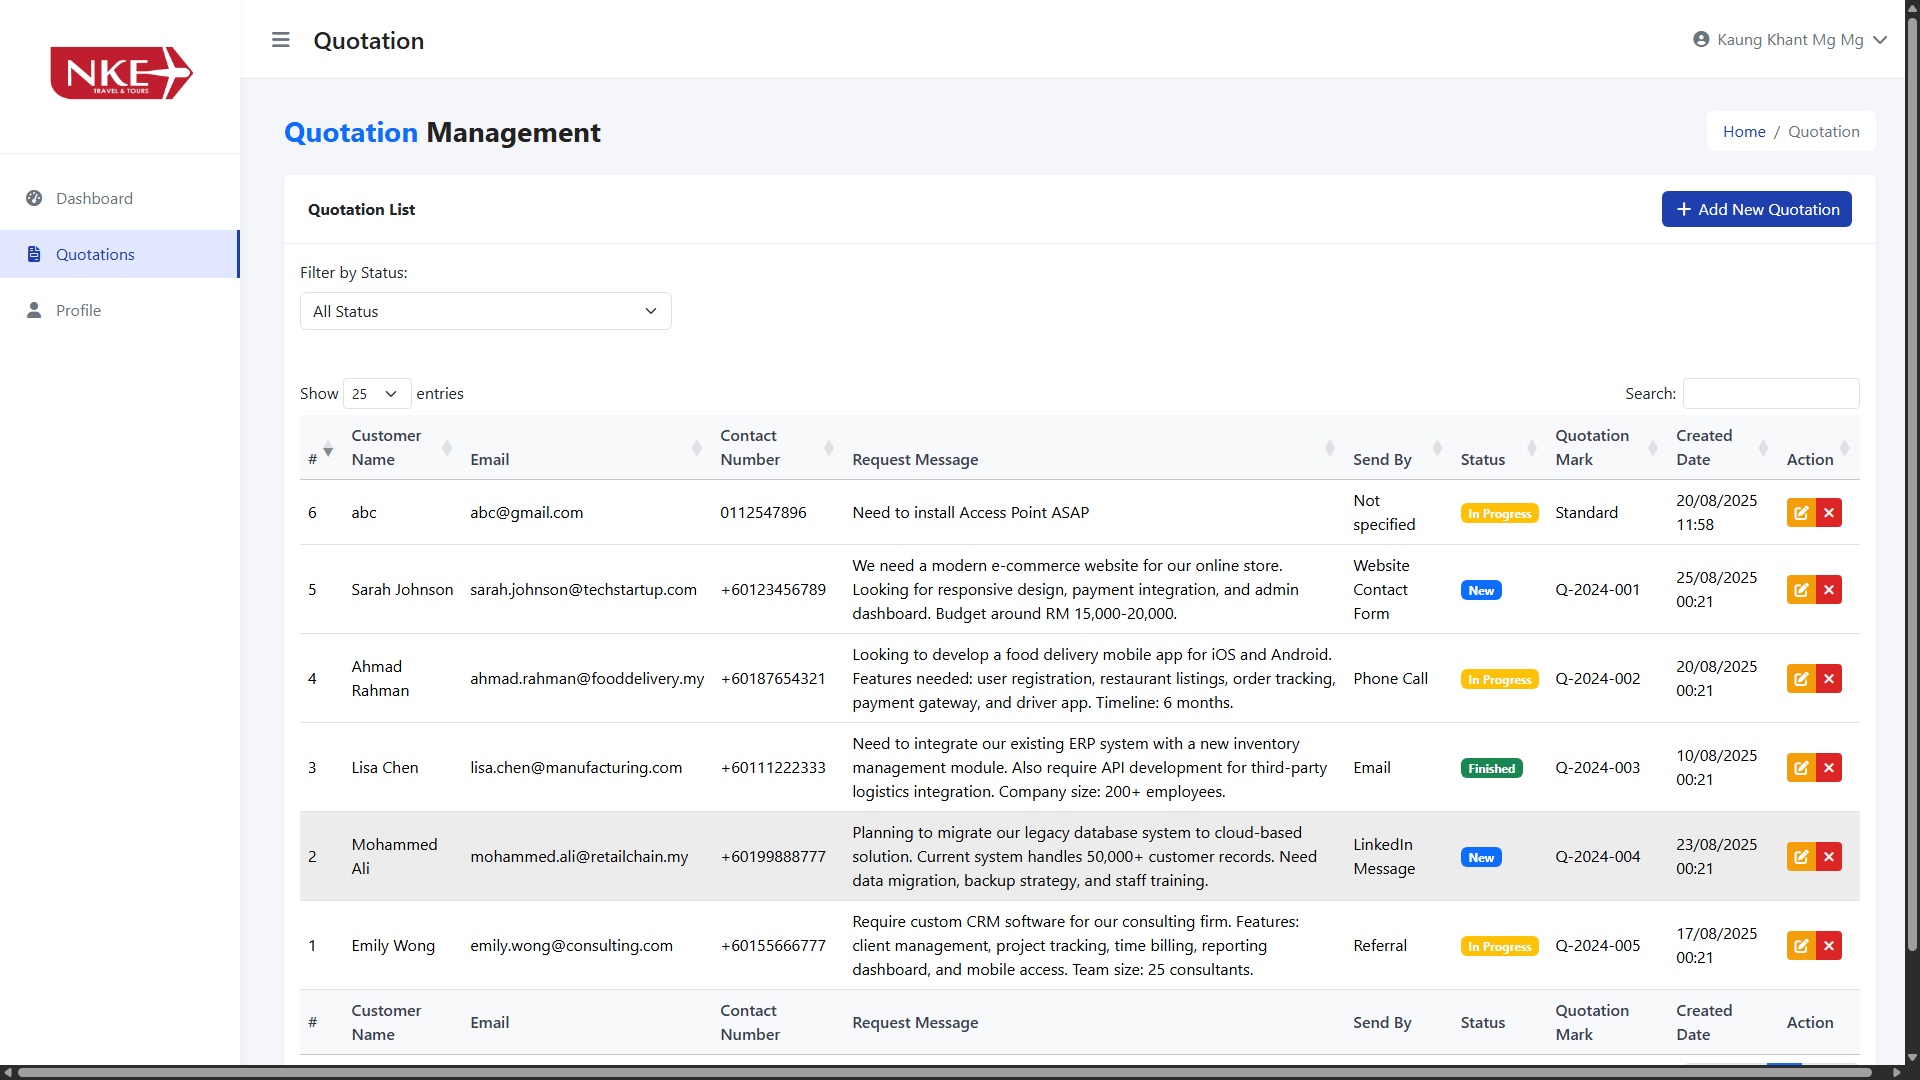 NKE
TRAVEL & TOURS
Quotation
Kaung Khant Mg Mg
Dashboard
Quotations
Profile
Quotation Management
Home / Quotation
Quotation List
Add New Quotation
Filter by Status:
All Status
Show 25 entries
Search:
# Customer Name Email Contact Number Request Message Send By Status Quotation Mark Created Date Action
6 abc abc@gmail.com 0112547896 Need to install Access Point ASAP Not specified In Progress Standard 20/08/2025 11:58
5 Sarah Johnson sarah.johnson@techstartup.com +60123456789 We need a modern e-commerce website for our online store.
Looking for responsive design, payment integration, and admin
dashboard. Budget around RM 15,000-20,000.
Website
Contact
Form
New Q-2024-001 25/08/2025 00:21
4 Ahmad Rahman ahmad.rahman@fooddelivery.my +60187654321 Looking to develop a food delivery mobile app for iOS and Android.
Features needed: user registration, restaurant listings, order tracking,
payment gateway, and driver app. Timeline: 6 months.
Phone Call In Progress Q-2024-002 20/08/2025 00:21
3 Lisa Chen lisa.chen@manufacturing.com +60111222333 Need to integrate our existing ERP system with a new inventory
management module. Also require API development for third-party
logistics integration. Company size: 200+ employees.
Email Finished Q-2024-003 10/08/2025 00:21
2 Mohammed Ali mohammed.ali@retailchain.my +60199888777 Planning to migrate our legacy database system to cloud-based
solution. Current system handles 50,000+ customer records. Need
data migration, backup strategy, and staff training.
LinkedIn
Message
New Q-2024-004 23/08/2025 00:21
1 Emily Wong emily.wong@consulting.com +60155666777 Require custom CRM software for our consulting firm. Features:
client management, project tracking, time billing, reporting
dashboard, and mobile access. Team size: 25 consultants.
Referral In Progress Q-2024-005 17/08/2025 00:21
# Customer Name Email Contact Number Request Message Send By Status Quotation Mark Created Date Action